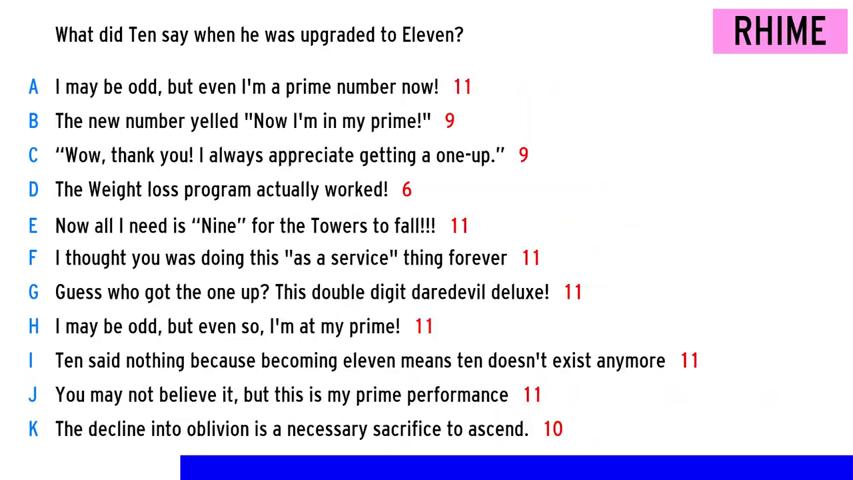 What did Ten say when he was upgraded to Eleven?
RHIME
A I may be odd, but even I'm a prime number now! 11
B The new number yelled "Now I'm in my prime!" 9
C “Wow, thank you! I always appreciate getting a one-up.” 9
D The Weight loss program actually worked! 6
E Now all I need is “Nine” for the Towers to fall!!! 11
F I thought you was doing this "as a service" thing forever 11
G Guess who got the one up? This double digit daredevil deluxe! 11
H I may be odd, but even so, I'm at my prime! 11
I Ten said nothing because becoming eleven means ten doesn't exist anymore 11
J You may not believe it, but this is my prime performance 11
K The decline into oblivion is a necessary sacrifice to ascend. 10